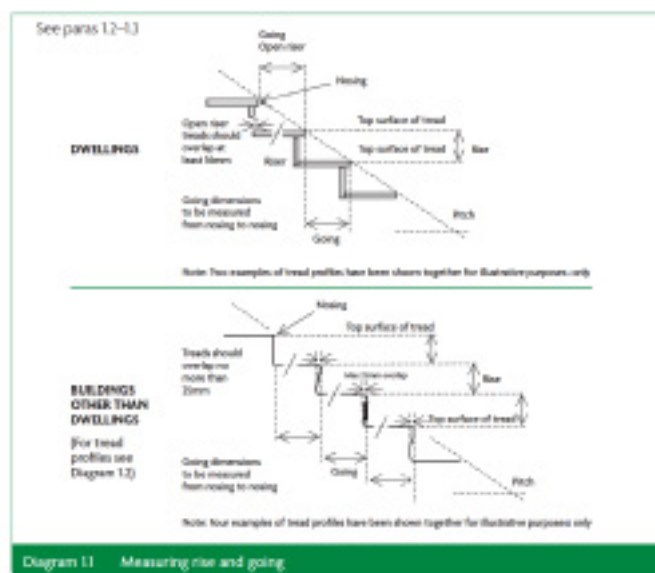 See paras 1.2–1.3
Going
Open riser
Nosing
DWELLINGS
Open riser
treads should
overlap at
least 16mm
Riser
Top surface of tread
Top surface of tread
Rise
Going dimensions
to be measured
from nosing to nosing
Going
Pitch
Note: Two examples of tread profiles have been shown together for illustrative purposes only
Nosing
Top surface of tread
Treads should
overlap no
more than
25mm
Max 25mm overlap
Rise
BUILDINGS
OTHER THAN
DWELLINGS
(For tread
profiles see
Diagram 1.2)
Top surface of tread
Going dimensions
to be measured
from nosing to nosing
Going
Pitch
Note: Four examples of tread profiles have been shown together for illustrative purposes only
Diagram 1.1 Measuring rise and going